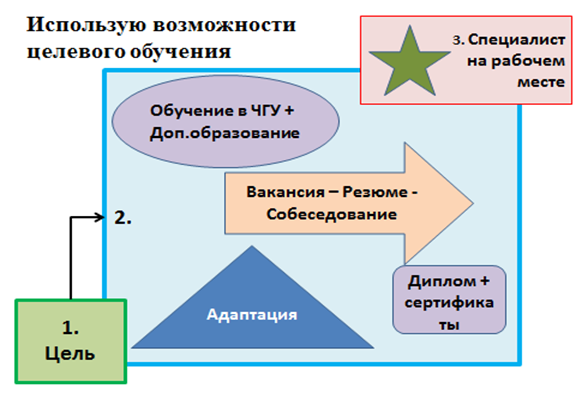 Использую возможности
целевого обучения
3. Специалист
на рабочем
месте
Обучение в ЧГУ +
Доп.образование
Вакансия – Резюме -
Собеседование
2.
Диплом +
сертифика
ты
Адаптация
1.
Цель